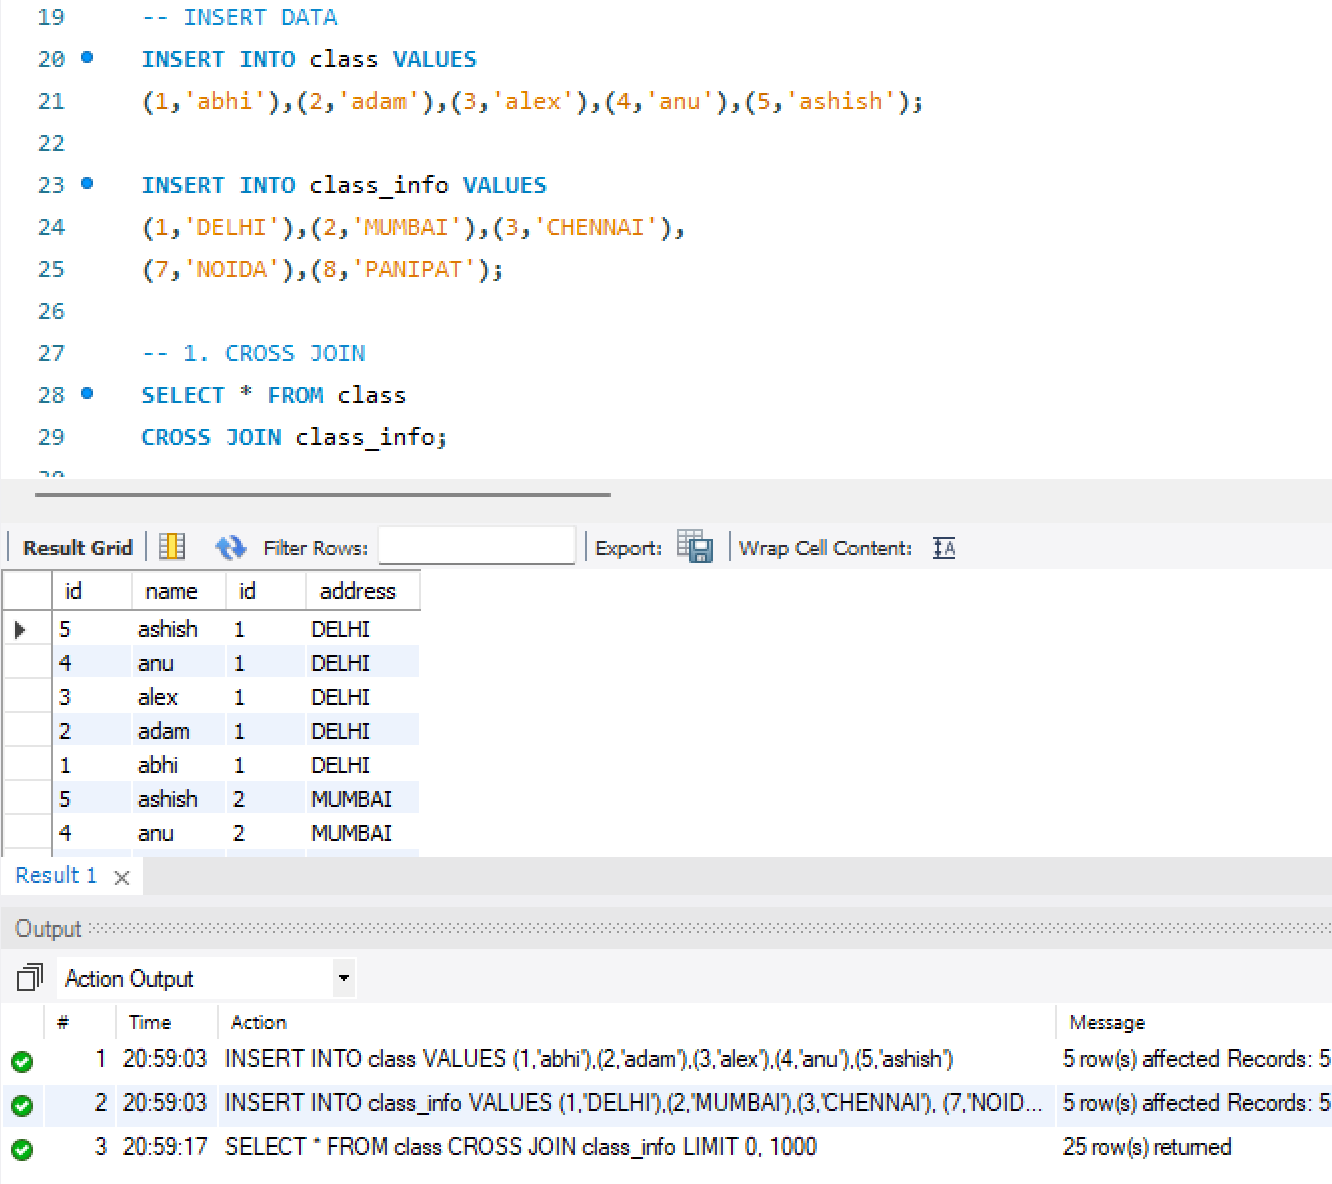 19 -- INSERT DATA
20 INSERT INTO class VALUES
21 (1,'abhi'),(2,'adam'),(3,'alex'),(4,'anu'),(5,'ashish');
22
23 INSERT INTO class_info VALUES
24 (1,'DELHI'),(2,'MUMBAI'),(3,'CHENNAI'),
25 (7,'NOIDA'),(8,'PANIPAT');
26
27 -- 1. CROSS JOIN
28 SELECT * FROM class
29 CROSS JOIN class_info;
Result Grid Filter Rows: Export: Wrap Cell Content: IA
id name id address
5 ashish 1 DELHI
4 anu 1 DELHI
3 alex 1 DELHI
2 adam 1 DELHI
1 abhi 1 DELHI
5 ashish 2 MUMBAI
4 anu 2 MUMBAI
Result 1 ×
Output
Action Output
# Time Action Message
1 20:59:03 INSERT INTO class VALUES (1,'abhi'),(2,'adam'),(3,'alex'),(4,'anu'),(5,'ashish') 5 row(s) affected Records: 5
2 20:59:03 INSERT INTO class_info VALUES (1,'DELHI'),(2,'MUMBAI'),(3,'CHENNAI'), (7,'NOID... 5 row(s) affected Records: 5
3 20:59:17 SELECT * FROM class CROSS JOIN class_info LIMIT 0, 1000 25 row(s) returned